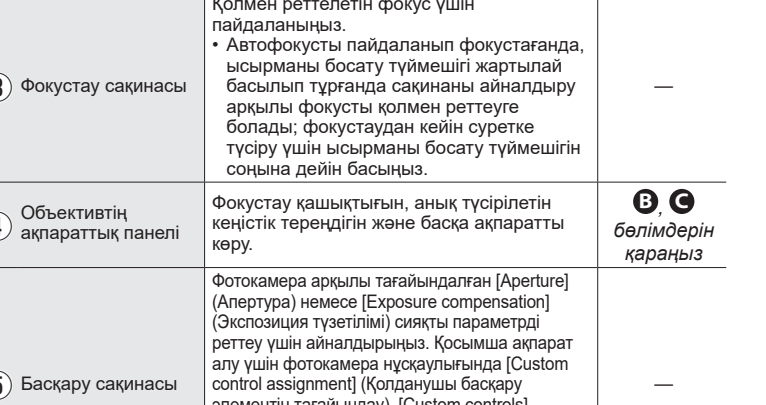 Қолмен реттелетін фокус үшін
пайдаланыңыз.
• Автофокусты пайдаланып фокустағанда,
ысырманы босату түймешігі жартылай
басылып тұрғанда сақинаны айналдыру
арқылы фокусты қолмен реттеуге
болады; фокустаудан кейін суретке
түсіру үшін ысырманы босату түймешігін
соңына дейін басыңыз.
Фокустау сақинасы
—
Объективтің
ақпараттық панелі
Фокустау қашықтығын, анық түсірілетін
кеңістік тереңдігін және басқа ақпаратты
көру.
B, C
бөлімдерін
қараңыз
Фотокамера арқылы тағайындалған [Aperture]
(Апертура) немесе [Exposure compensation]
(Экспозиция түзетілімі) сияқты параметрді
реттеу үшін айналдырыңыз. Қосымша ақпарат
алу үшін фотокамера нұсқаулығында [Custom
control assignment] (Қолданушы басқару
элементін тағайындау), [Custom controls]
Басқару сақинасы
—